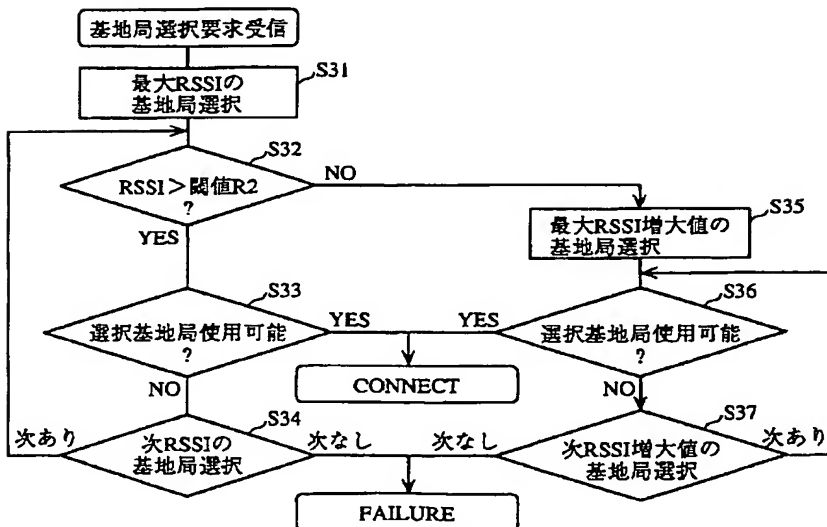 基地局選択要求受信
S31
最大RSSIの
基地局選択
S32
RSSI＞閾値R2
?
NO
YES
S35
最大RSSI増大値の
基地局選択
S33
選択基地局使用可能
?
YES
NO
S36
YES
選択基地局使用可能
?
NO
CONNECT
S34
次あり
次RSSIの
基地局選択
次なし
S37
次なし
次RSSI増大値の
基地局選択
次あり
FAILURE